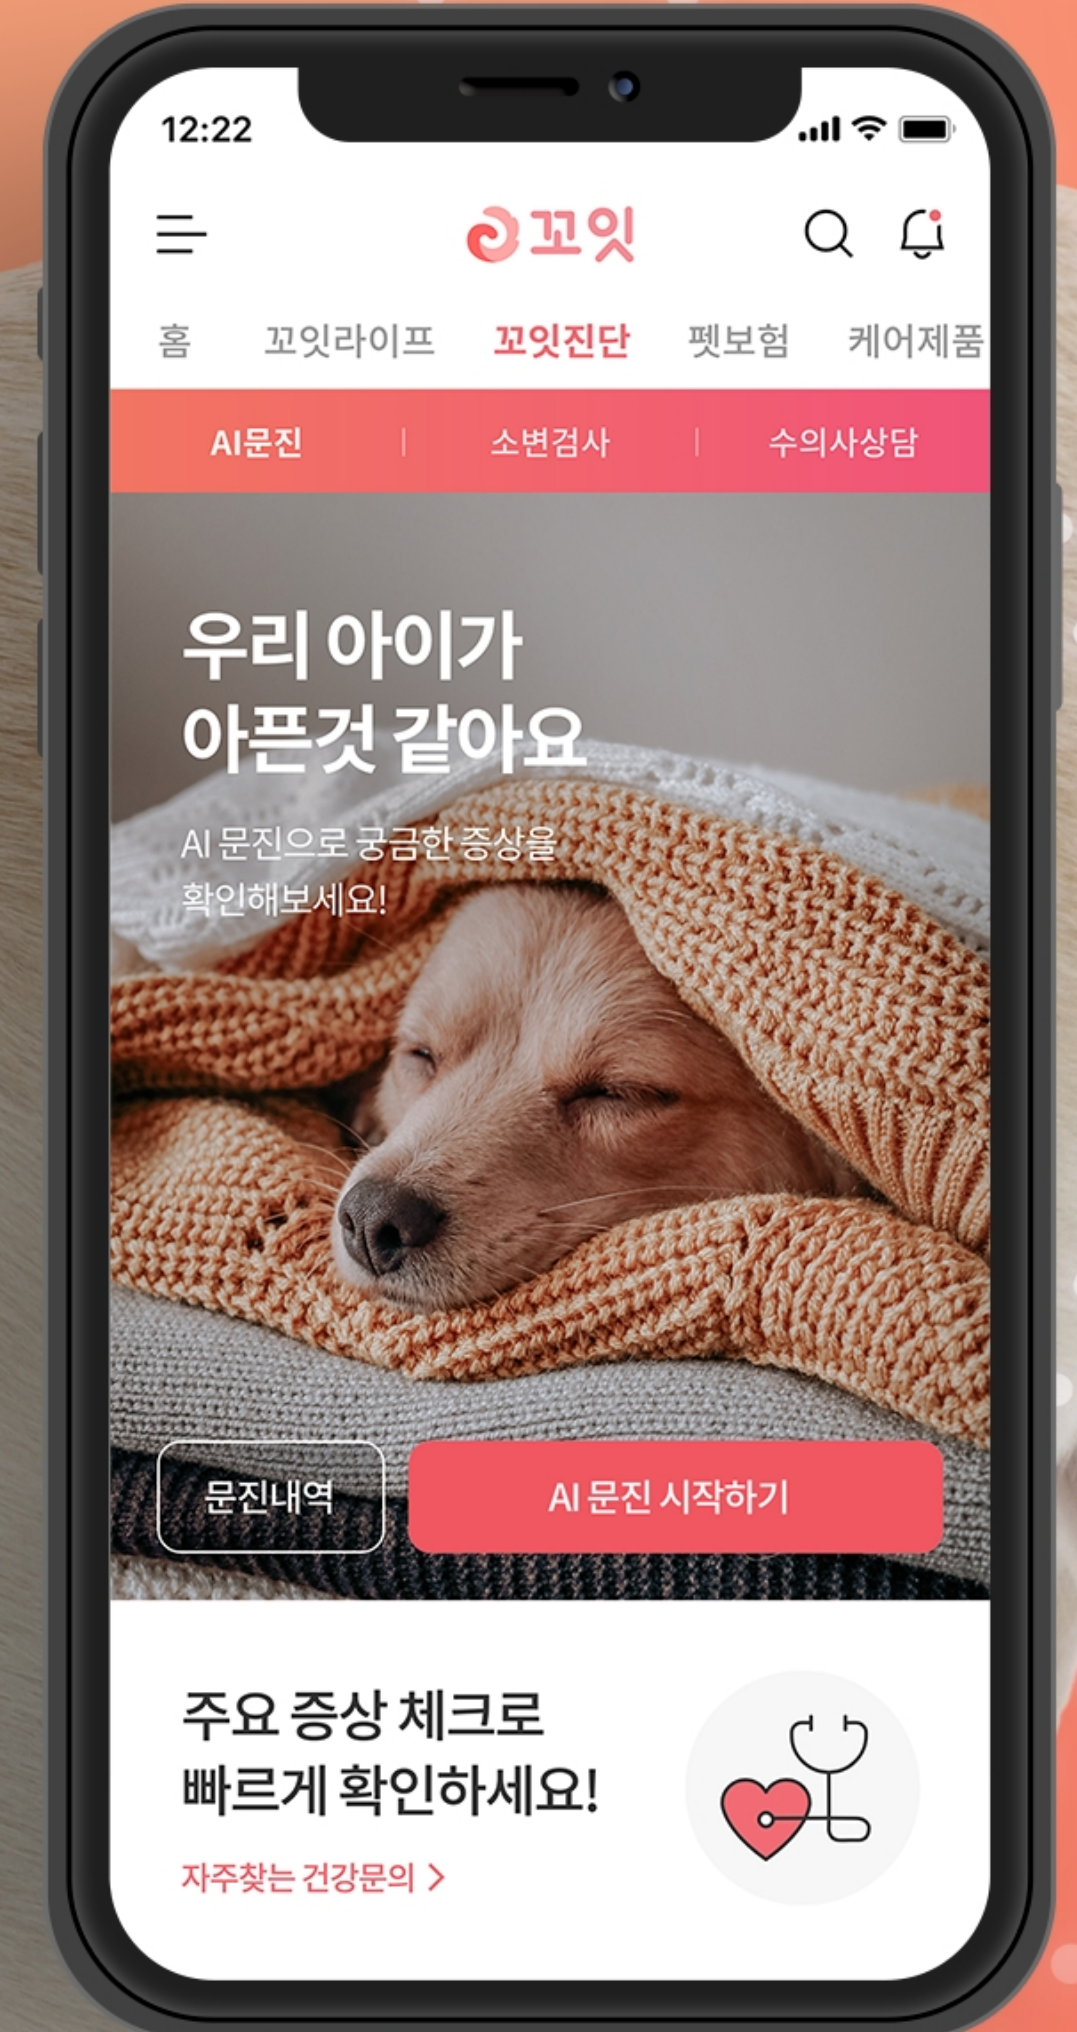 12:22
꼬잇
홈 꼬잇라이프 꼬잇진단 펫보험 케어제품
AI문진 | 소변검사 | 수의사상담
우리 아이가
아픈것 같아요
AI 문진으로 궁금한 증상을
확인해보세요!
문진내역 AI 문진 시작하기
주요 증상 체크로
빠르게 확인하세요!
자주찾는 건강문의 >